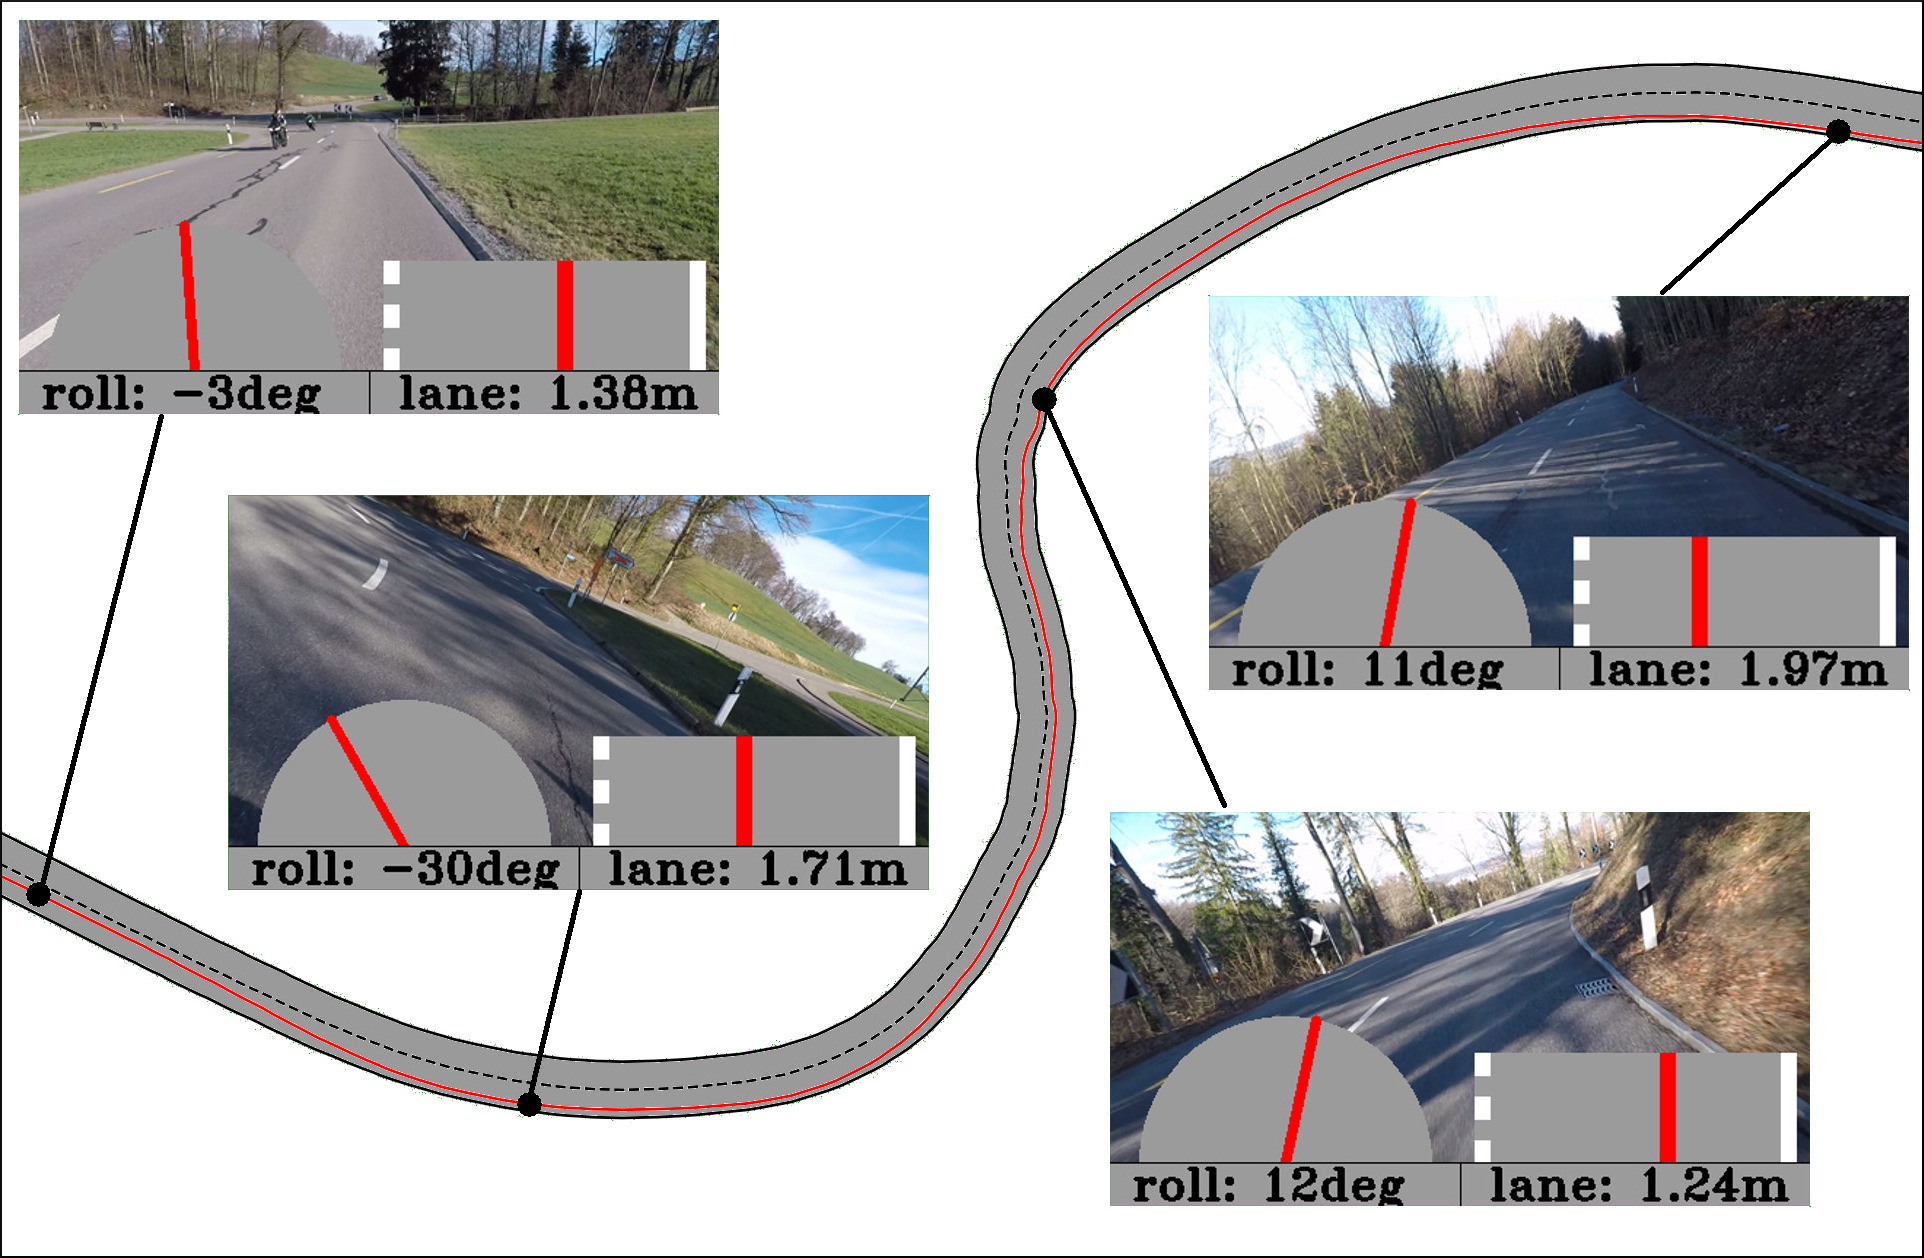 roll: -3deg
lane: 1.38m
roll: -30deg
lane: 1.71m
roll: 11deg
lane: 1.97m
roll: 12deg
lane: 1.24m